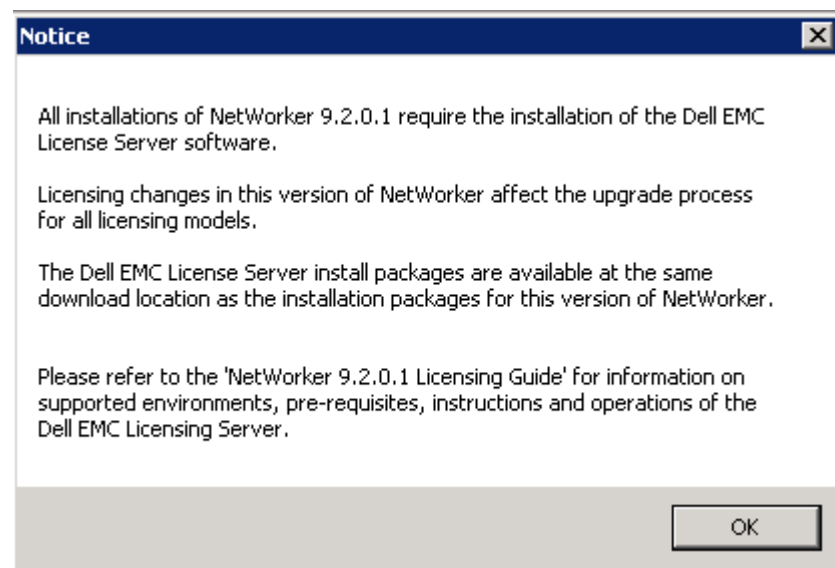 Notice
All installations of NetWorker 9.2.0.1 require the installation of the Dell EMC
License Server software.
Licensing changes in this version of NetWorker affect the upgrade process
for all licensing models.
The Dell EMC License Server install packages are available at the same
download location as the installation packages for this version of NetWorker.
Please refer to the 'NetWorker 9.2.0.1 Licensing Guide' for information on
supported environments, pre-requisites, instructions and operations of the
Dell EMC Licensing Server.
OK